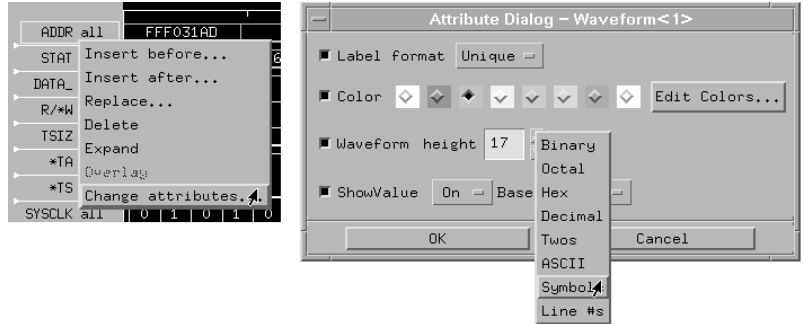 ADDR all FFF031AD
STAT
DATA_
R/*W
TSIZ
*TA
*TS
SYSCLK all 0 1 0 1 0
Insert before...
Insert after...
Replace...
Delete
Expand
Overlay
Change attributes...
Attribute Dialog – Waveform<1>
Label format Unique
Color Edit Colors...
Waveform height 17
ShowValue On Base
OK Cancel
Binary
Octal
Hex
Decimal
Twos
ASCII
Symbols
Line #s